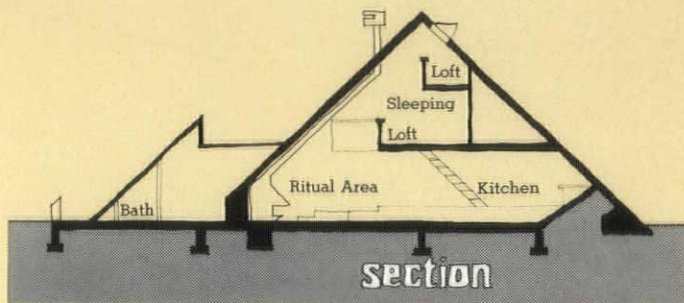 Loft
Sleeping
Loft
Ritual Area
Kitchen
Bath
section